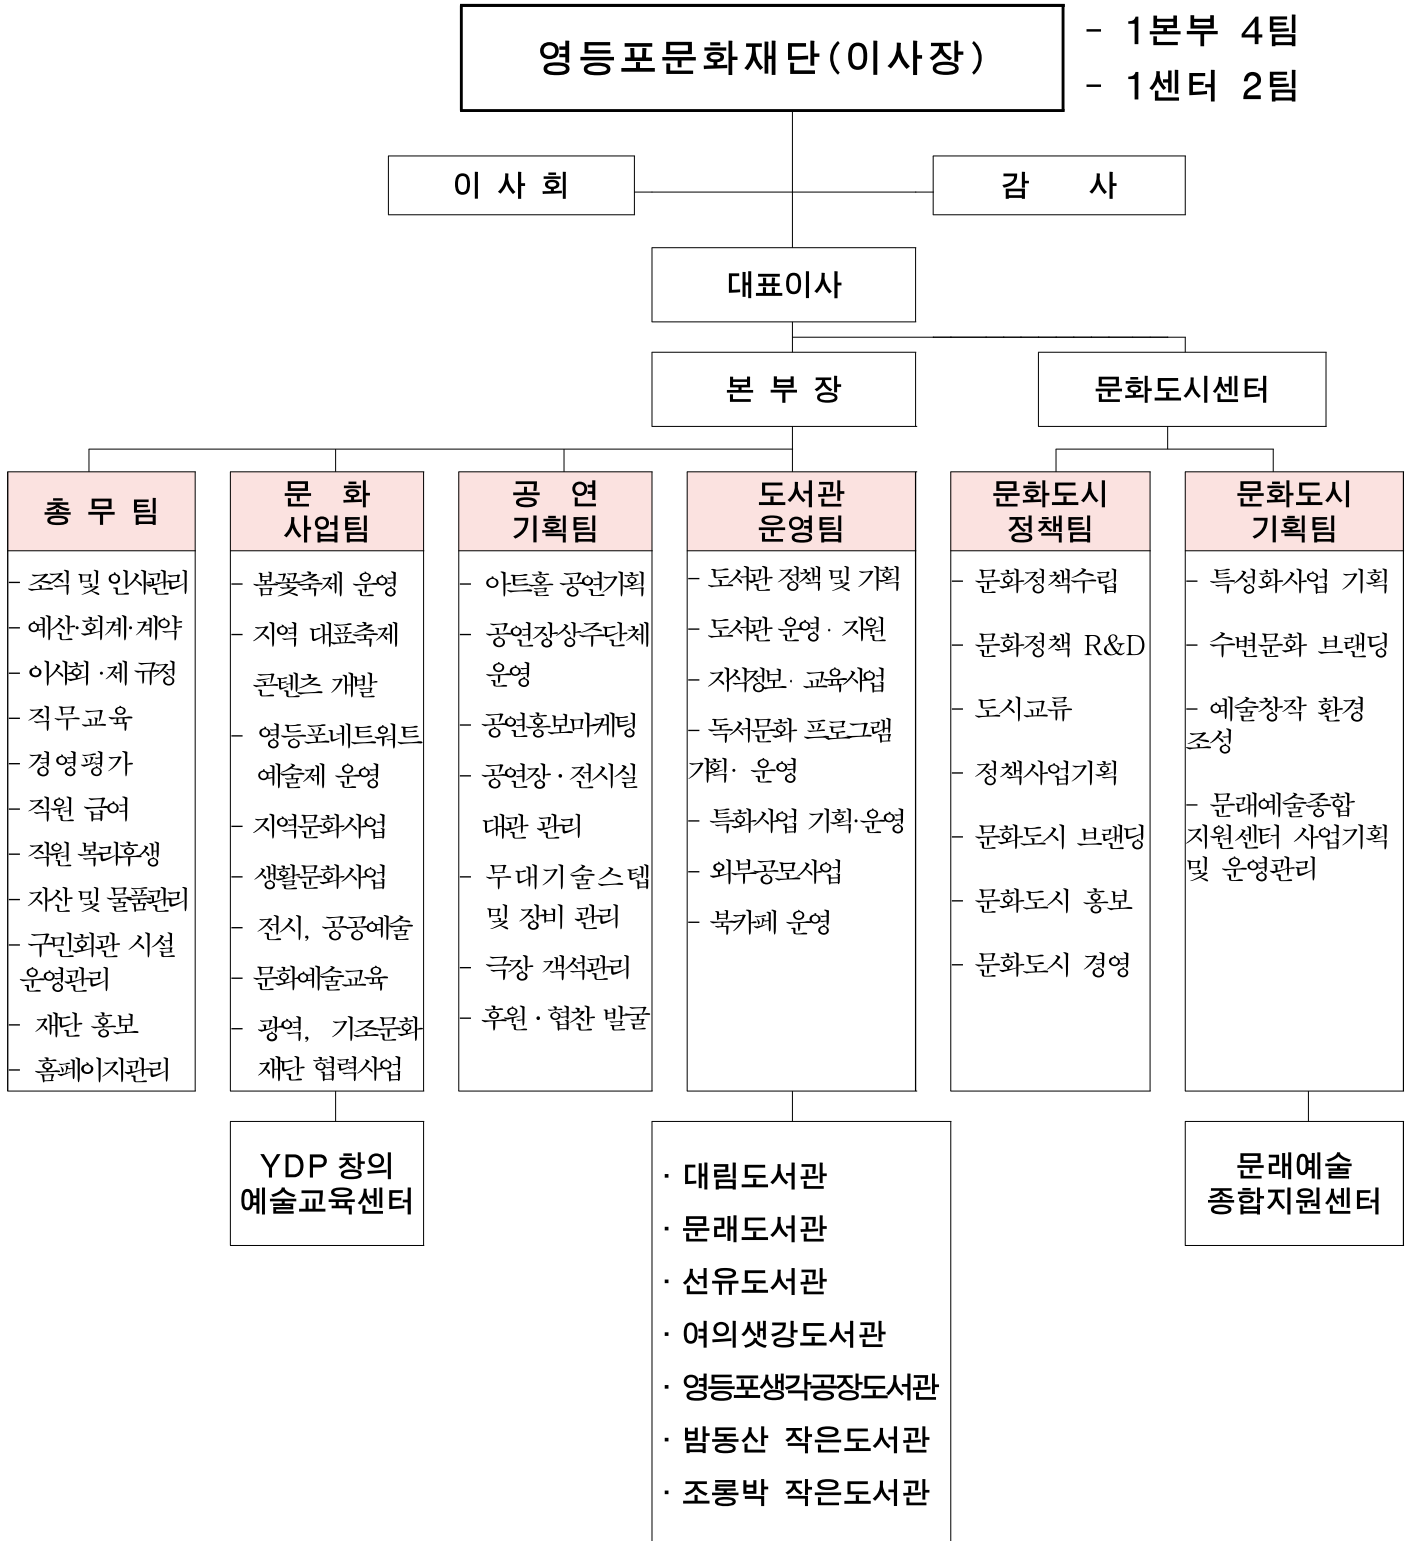 영등포문화재단(이사장)
- 1본부 4팀
- 1센터 2팀
이 사 회
감 사
대표이사
본 부 장
문화도시센터
총 무 팀
- 조직 및 인사관리
- 예산·회계·계약
- 이사회 ·제 규정
- 직무교육
- 경영평가
- 직원 급여
- 직원 복리후생
- 자산 및 물품관리
- 구민회관 시설
운영관리
- 재단 홍보
- 홈페이지관리
문 화
사업팀
- 봄꽃축제 운영
- 지역 대표축제
콘텐츠 개발
- 영등포네트워트
예술제 운영
- 지역문화사업
- 생활문화사업
- 전시, 공공예술
- 문화예술교육
- 광역, 기조문화
재단 협력사업
YDP 창의
예술교육센터
공 연
기획팀
- 아트홀 공연기획
- 공연장상주단체
운영
- 공연홍보마케팅
- 공연장·전시실
대관 관리
- 무대기술스텝
및 장비 관리
- 극장 객석관리
- 후원·협찬 발굴
도서관
운영팀
- 도서관 정책 및 기획
- 도서관 운영· 지원
- 지식정보· 교육사업
- 독서문화 프로그램
기획· 운영
- 특화사업 기획·운영
- 외부공모사업
- 북카페 운영
· 대림도서관
· 문래도서관
· 선유도서관
· 여의샛강도서관
· 영등포생각공장도서관
· 밤동산 작은도서관
· 조롱박 작은도서관
문화도시
정책팀
- 문화정책수립
- 문화정책 R&D
- 도시교류
- 정책사업기획
- 문화도시 브랜딩
- 문화도시 홍보
- 문화도시 경영
문화도시
기획팀
- 특성화사업 기획
- 수변문화 브랜딩
- 예술창작 환경
조성
- 문래예술종합
지원센터 사업기획
및 운영관리
문래예술
종합지원센터